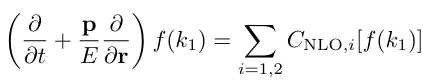 \left( \frac{\partial}{\partial t} + \frac{\mathbf{p}}{E} \frac{\partial}{\partial \mathbf{r}} \right) f(k_1) = \sum_{i=1,2} C_{\mathrm{NLO},i}[f(k_1)]